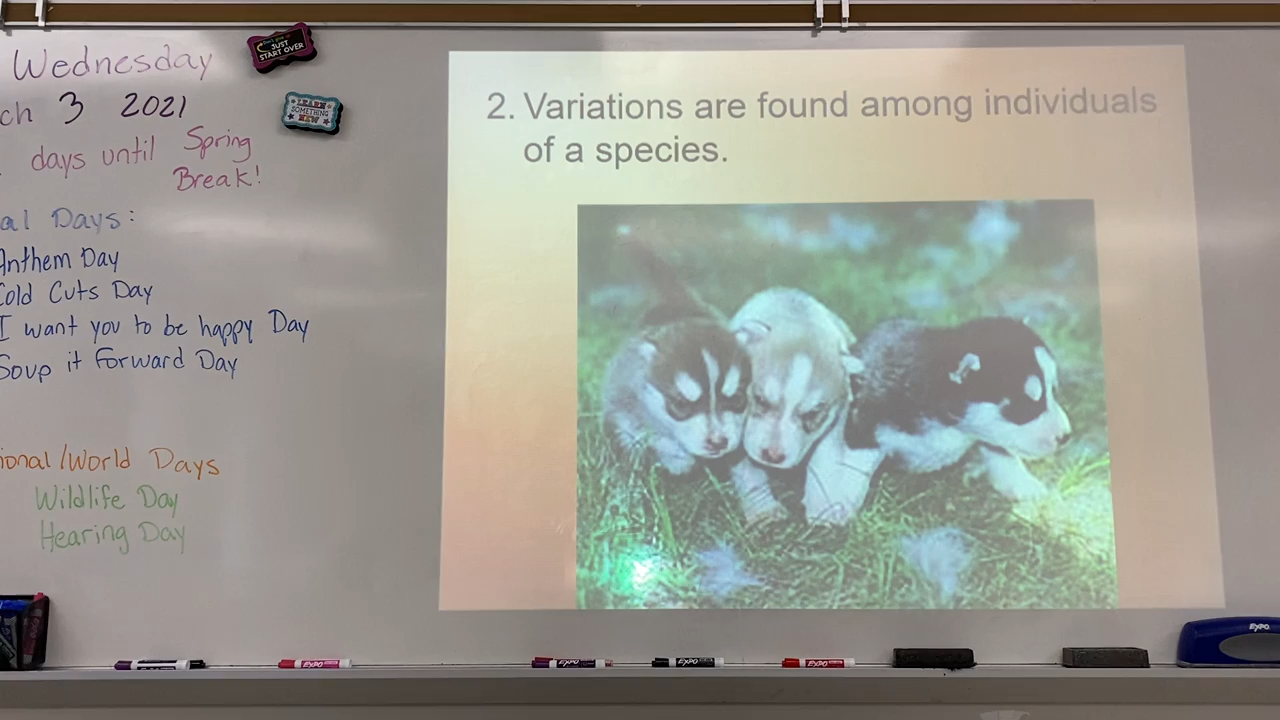 Wednesday
ch 3 2021
days until Spring
Break!
al Days:
Anthem Day
Cold Cuts Day
I want you to be happy Day
Soup it Forward Day
ional/World Days
Wildlife Day
Hearing Day
JUST
START OVER
LEARN
SOMETHING
NEW
2. Variations are found among individuals
of a species.
EXPO
EXPO
EXPO
EXPO
EXPO